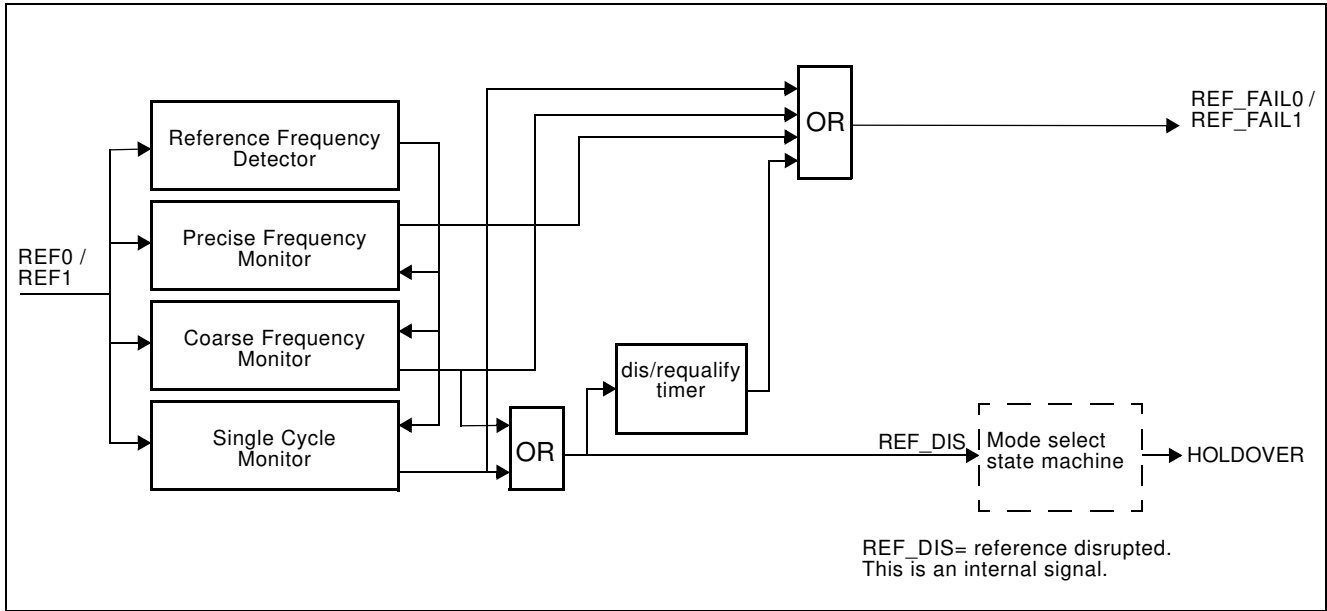 REF0 /
REF1
Reference Frequency
Detector
Precise Frequency
Monitor
Coarse Frequency
Monitor
Single Cycle
Monitor
OR
dis/requalify
timer
OR
REF_FAIL0 /
REF_FAIL1
REF_DIS
Mode select
state machine
HOLDOVER
REF_DIS= reference disrupted.
This is an internal signal.